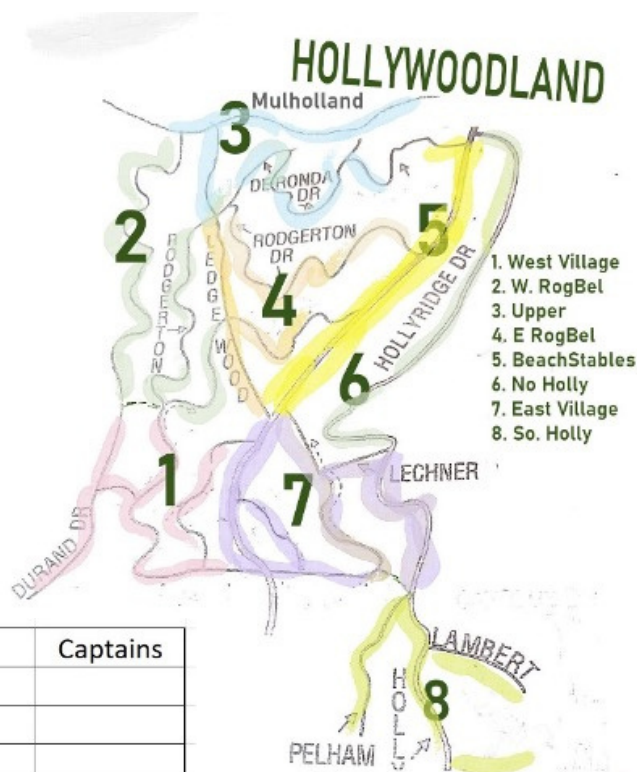 HOLLYWOODLAND
Mulholland
3
DERONDA
DR
2
5
RODGERTON
DR
RODGERTON
LEDGEWOOD
4
HOLLYRIDGE DR
1. West Village
2. W. RogBel
3. Upper
4. E RogBel
5. BeachStables
6. No Holly
7. East Village
8. So. Holly
6
1
7
LECHNER
DURAND DR
Captains
LAMBERT
8
PELHAM